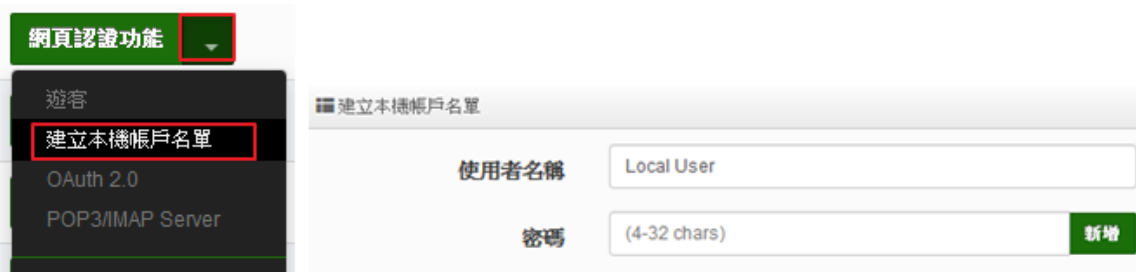 網頁認證功能
遊客
建立本機帳戶名單
OAuth 2.0
POP3/IMAP Server
建立本機帳戶名單
使用者名稱
Local User
密碼
(4-32 chars)
新增